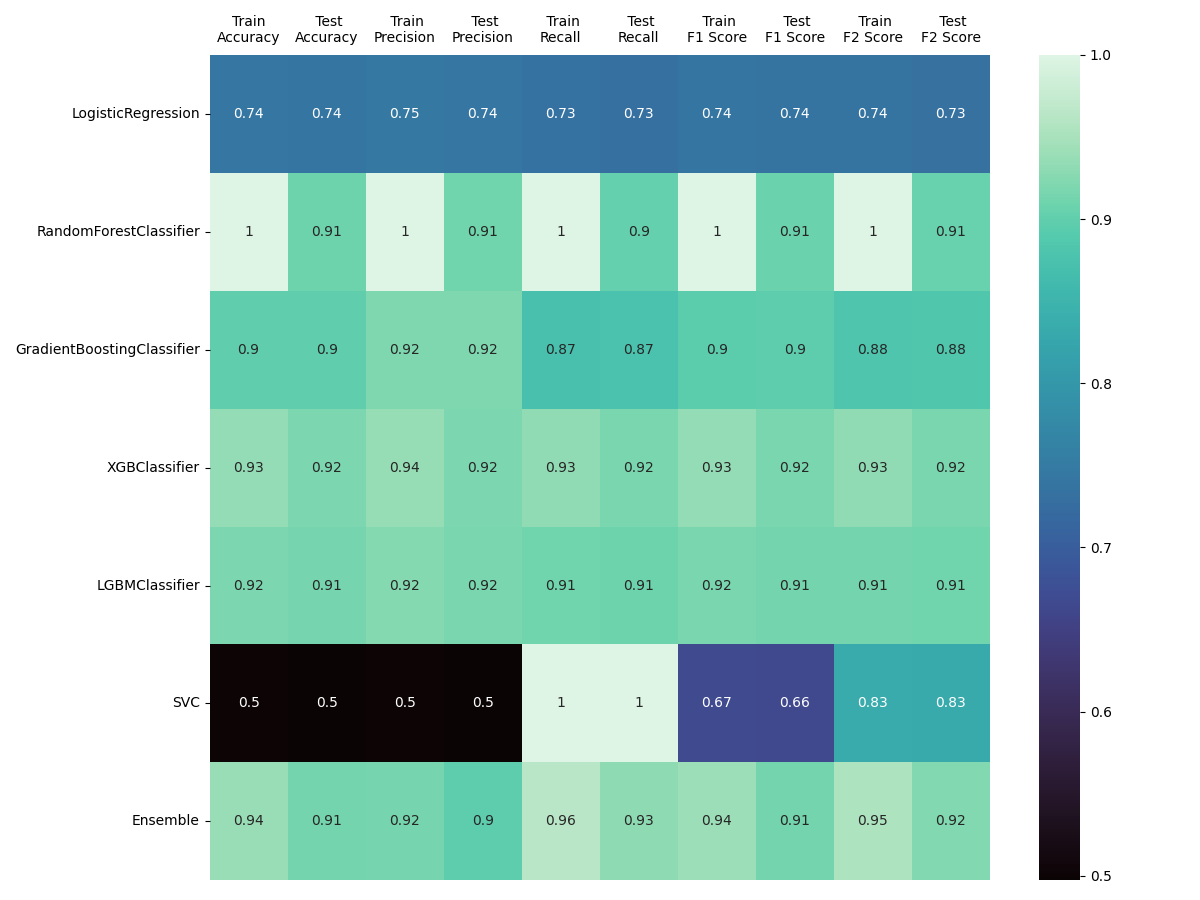 Train Test Train Test Train Test Train Test Train Test
Accuracy Accuracy Precision Precision Recall Recall F1 Score F1 Score F2 Score F2 Score
LogisticRegression 0.74 0.74 0.75 0.74 0.73 0.73 0.74 0.74 0.74 0.73
RandomForestClassifier 1 0.91 1 0.91 1 0.9 1 0.91 1 0.91
GradientBoostingClassifier 0.9 0.9 0.92 0.92 0.87 0.87 0.9 0.9 0.88 0.88
XGBClassifier 0.93 0.92 0.94 0.92 0.93 0.92 0.93 0.92 0.93 0.92
LGBMClassifier 0.92 0.91 0.92 0.92 0.91 0.91 0.92 0.91 0.91 0.91
SVC 0.5 0.5 0.5 0.5 1 1 0.67 0.66 0.83 0.83
Ensemble 0.94 0.91 0.92 0.9 0.96 0.93 0.94 0.91 0.95 0.92
1.0
0.9
0.8
0.7
0.6
0.5